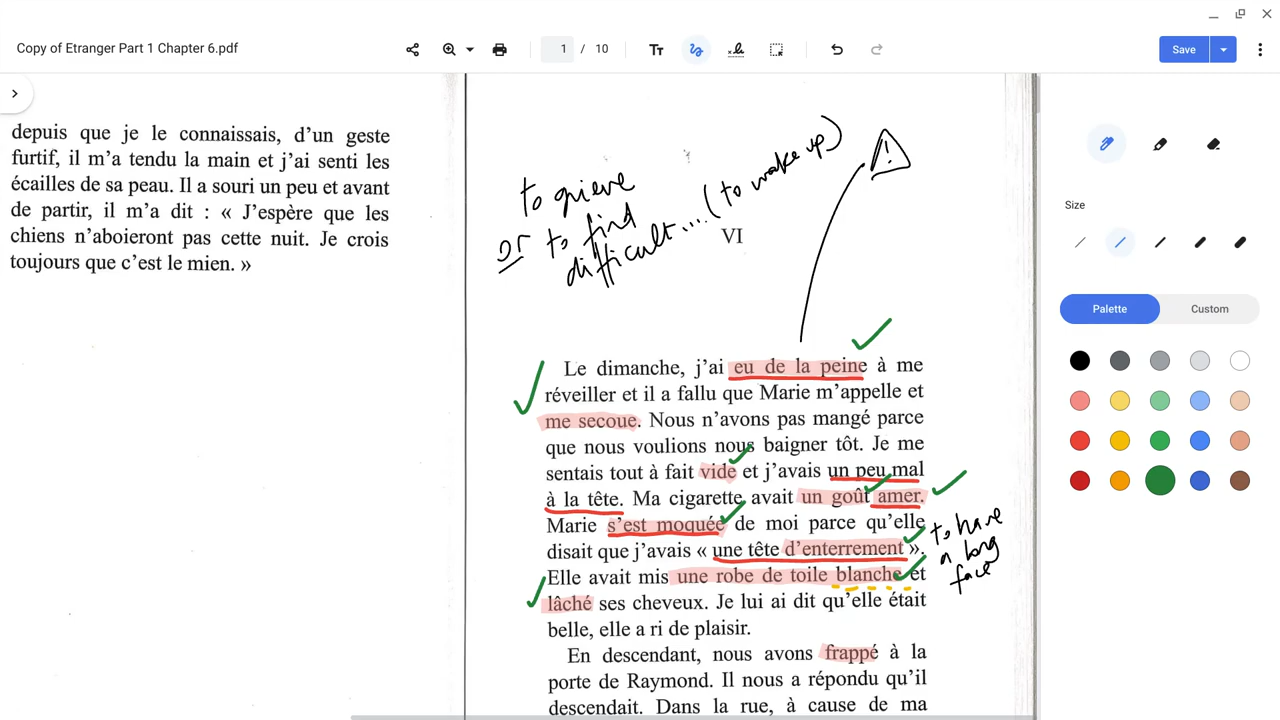 Copy of Etranger Part 1 Chapter 6.pdf
1 / 10
Tт
Save
depuis que je le connaissais, d'un geste
furtif, il m'a tendu la main et j'ai senti les
écailles de sa peau. Il a souri un peu et avant
de partir, il m'a dit : « J'espère que les
chiens n'aboieront pas cette nuit. Je crois
toujours que c'est le mien. »
to grieve
or to find
difficult.... (to wake up)
!
VI
Le dimanche, j'ai eu de la peine à me
réveiller et il a fallu que Marie m'appelle et
me secoue. Nous n'avons pas mangé parce
que nous voulions nous baigner tôt. Je me
sentais tout à fait vide et j'avais un peu mal
à la tête. Ma cigarette avait un goût amer.
Marie s'est moquée de moi parce qu'elle
disait que j'avais « une tête d'enterrement ».
Elle avait mis une robe de toile blanche et
lâché ses cheveux. Je lui ai dit qu'elle était
belle, elle a ri de plaisir.
En descendant, nous avons frappé à la
porte de Raymond. Il nous a répondu qu'il
descendait. Dans la rue, à cause de ma
to have
a long
face
Size
Palette
Custom